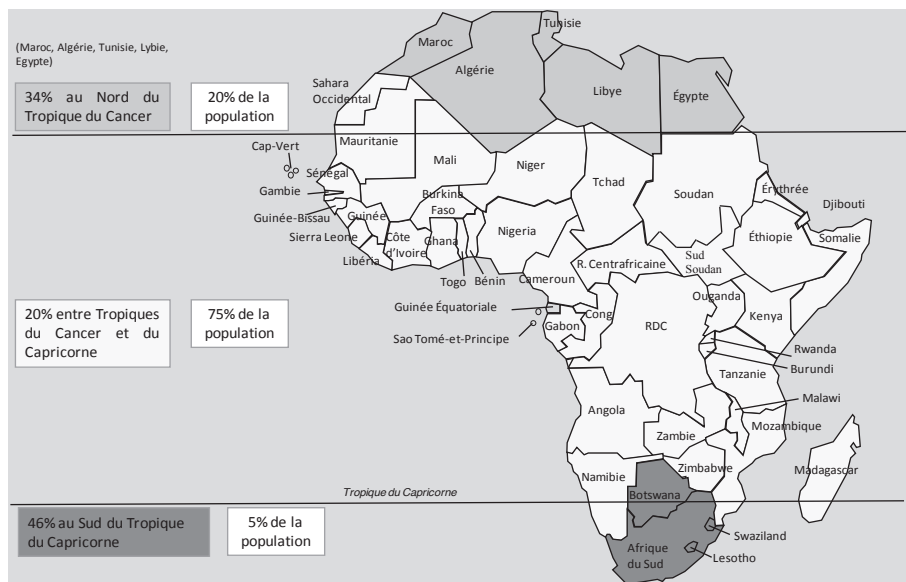 (Maroc, Algérie, Tunisie, Lybie,
Egypte)
34% au Nord du
Tropique du Cancer
20% de la
population
Tunisie
Maroc
Algérie
Libye
Égypte
Sahara
Occidental
Mauritanie
Cap-Vert
Mali
Niger
Tchad
Soudan
Érythrée
Djibouti
Sénégal
Gambie
Burkina
Faso
Guinée-Bissau
Guinée
Sierra Leone
Côte
d'Ivoire
Ghana
Nigeria
Éthiopie
Somalie
Libéria
Togo
Bénin
Cameroun
R. Centrafricaine
Sud
Soudan
20% entre Tropiques
du Cancer et du
Capricorne
75% de la
population
Guinée Équatoriale
Sao Tomé-et-Principe
Gabon
Cong
RDC
Ouganda
Kenya
Rwanda
Burundi
Tanzanie
Malawi
Angola
Zambie
Mozambique
Zimbabwe
Madagascar
Namibie
Botswana
Tropique du Capricorne
46% au Sud du Tropique
du Capricorne
5% de la
population
Swaziland
Lesotho
Afrique
du Sud